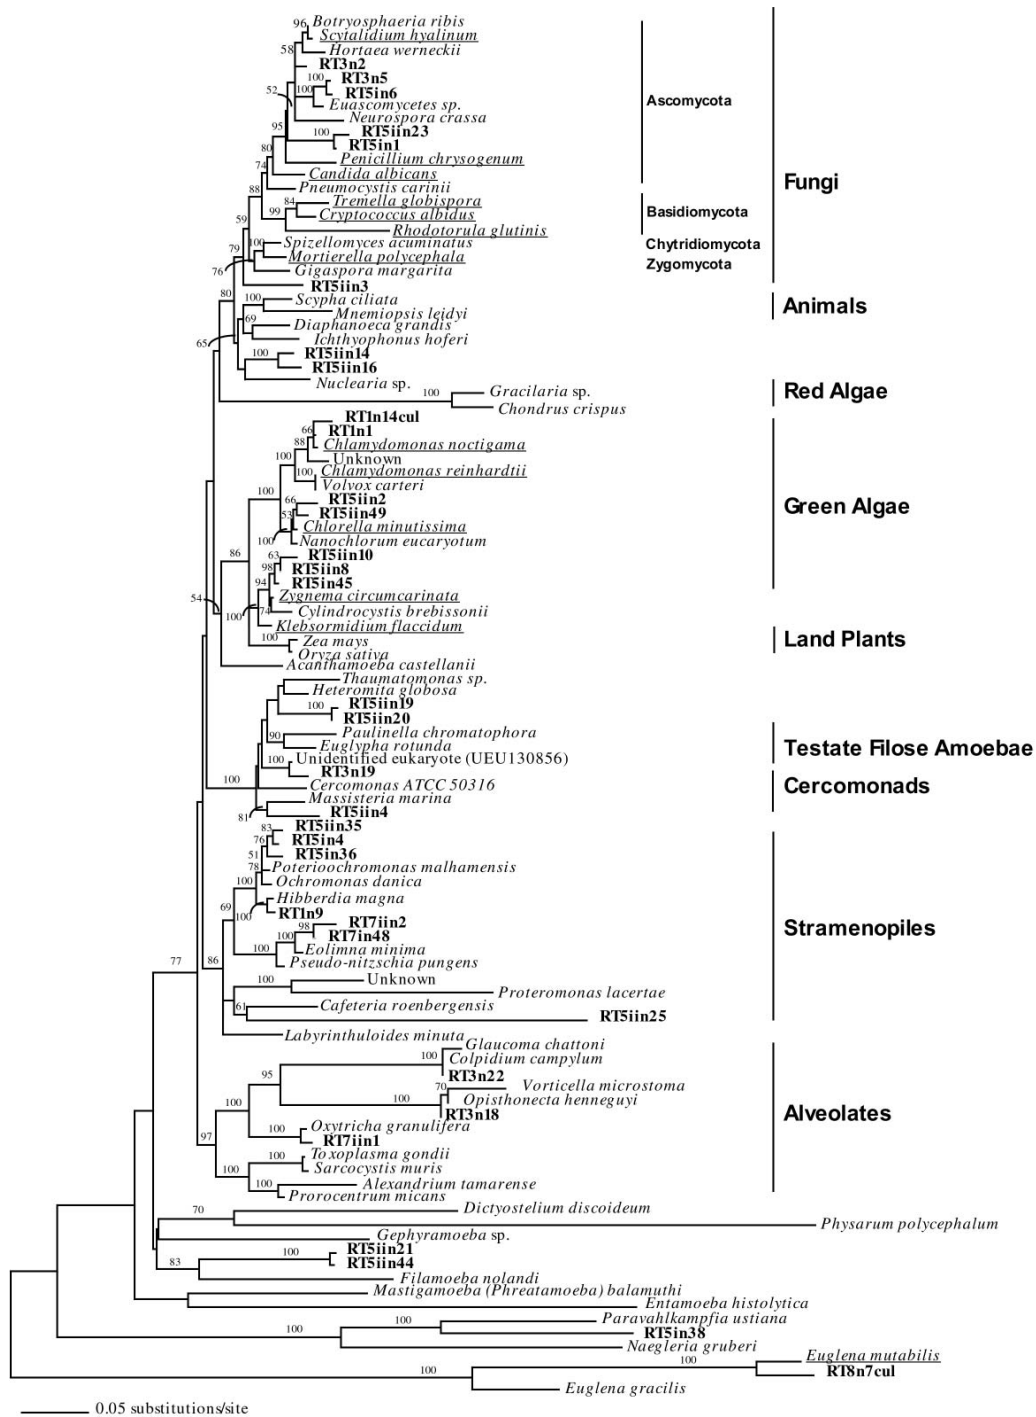 96 Botryosphaeria ribis
Scytalidium hyalinum
58 Hortaea werneckii
RT3n2
100 RT3n5
52 100 RT5in6
Euascomycetes sp.
Ascomycota
Neurospora crassa
95 100 RT5iin23
RT5in1
80 Penicillium chrysogenum
74 Candida albicans
Fungi
88 Pneumocystis carinii
84 Tremella globispora
99 Cryptococcus albidus
Basidiomycota
59 Rhodotorula glutinis
79 100 Spizellomyces acuminatus
Chytridiomycota
Mortierella polycephala
Zygomycota
76 Gigaspora margarita
RT5iin3
80 100 Scypha ciliata
Animals
Mnemiopsis leidyi
69 Diaphanoeca grandis
65 Ichthyophonus hoferi
100 RT5iin14
RT5iin16
Nuclearia sp.
100 Gracilaria sp.
Red Algae
Chondrus crispus
RT1n14cul
66 RT1n1
88 Chlamydomonas noctigama
100 Unknown
100 Chlamydomonas reinhardtii
Volvox carteri
100 66 RT5iin2
Green Algae
53 RT5iin49
Chlorella minutissima
100 Nanochlorum eucaryotum
86 63 RT5iin10
98 RT5iin8
94 RT5in45
54 Zygnema circumcarinata
100 74 Cylindrocystis brebissonii
Klebsormidium flaccidum
100 Zea mays
Land Plants
Oryza sativa
Acanthamoeba castellanii
Thaumatomonas sp.
Heteromita globosa
100 RT5iin19
RT5iin20
90 Paulinella chromatophora
Euglypha rotunda
Testate Filose Amoebae
100 Unidentified eukaryote (UEU130856)
RT3n19
100 Cercomonas ATCC 50316
Cercomonads
Massisteria marina
81 RT5iin4
83 RT5iin35
76 RT5in4
51 RT5in36
78 Poterioochromonas malhamensis
100 Ochromonas danica
Hibberdia magna
69 100 RT1n9
98 RT7iin2
Stramenopiles
100 RT7in48
100 Eolimna minima
77 86 Pseudo-nitzschia pungens
100 Unknown
Proteromonas lacertae
61 Cafeteria roenbergensis
RT5iin25
Labyrinthuloides minuta
Glaucoma chattoni
100 Colpidium campylum
95 RT3n22
70 Vorticella microstoma
100 100 Opisthonecta henneguyi
RT3n18
Alveolates
100 Oxytricha granulifera
97 RT7iin1
100 Toxoplasma gondii
100 Sarcocystis muris
100 Alexandrium tamarense
Prorocentrum micans
70 Dictyostelium discoideum
Physarum polycephalum
Gephyramoeba sp.
100 RT5iin21
83 RT5iin44
Filamoeba nolandi
Mastigamoeba (Phreatamoeba) balamuthi
Entamoeba histolytica
100 Paravahlkampfia ustiana
100 RT5in38
Naegleria gruberi
100 Euglena mutabilis
100 RT8n7cul
Euglena gracilis
0.05 substitutions/site